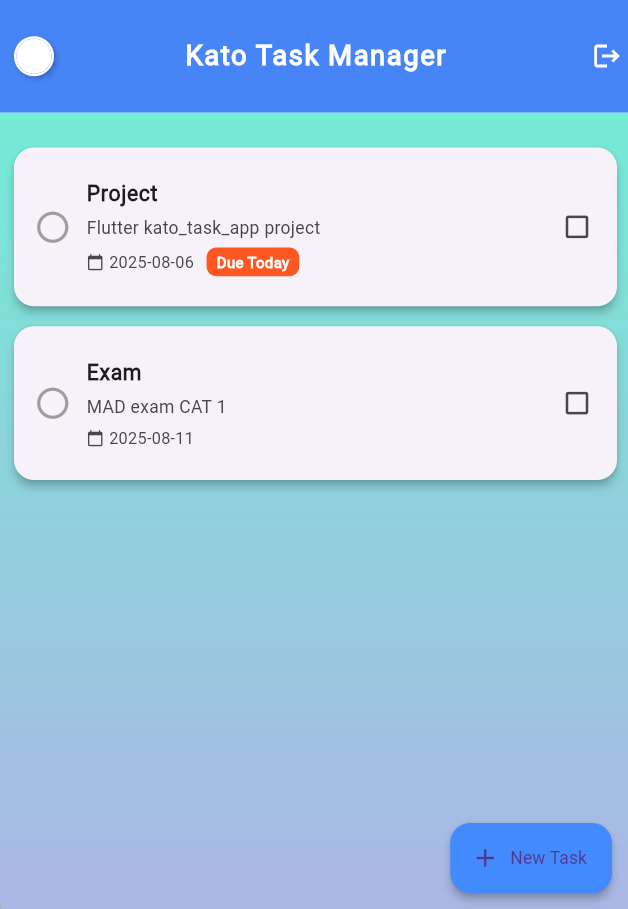 Kato Task Manager
Project
Flutter kato_task_app project
2025-08-06 Due Today
Exam
MAD exam CAT 1
2025-08-11
New Task